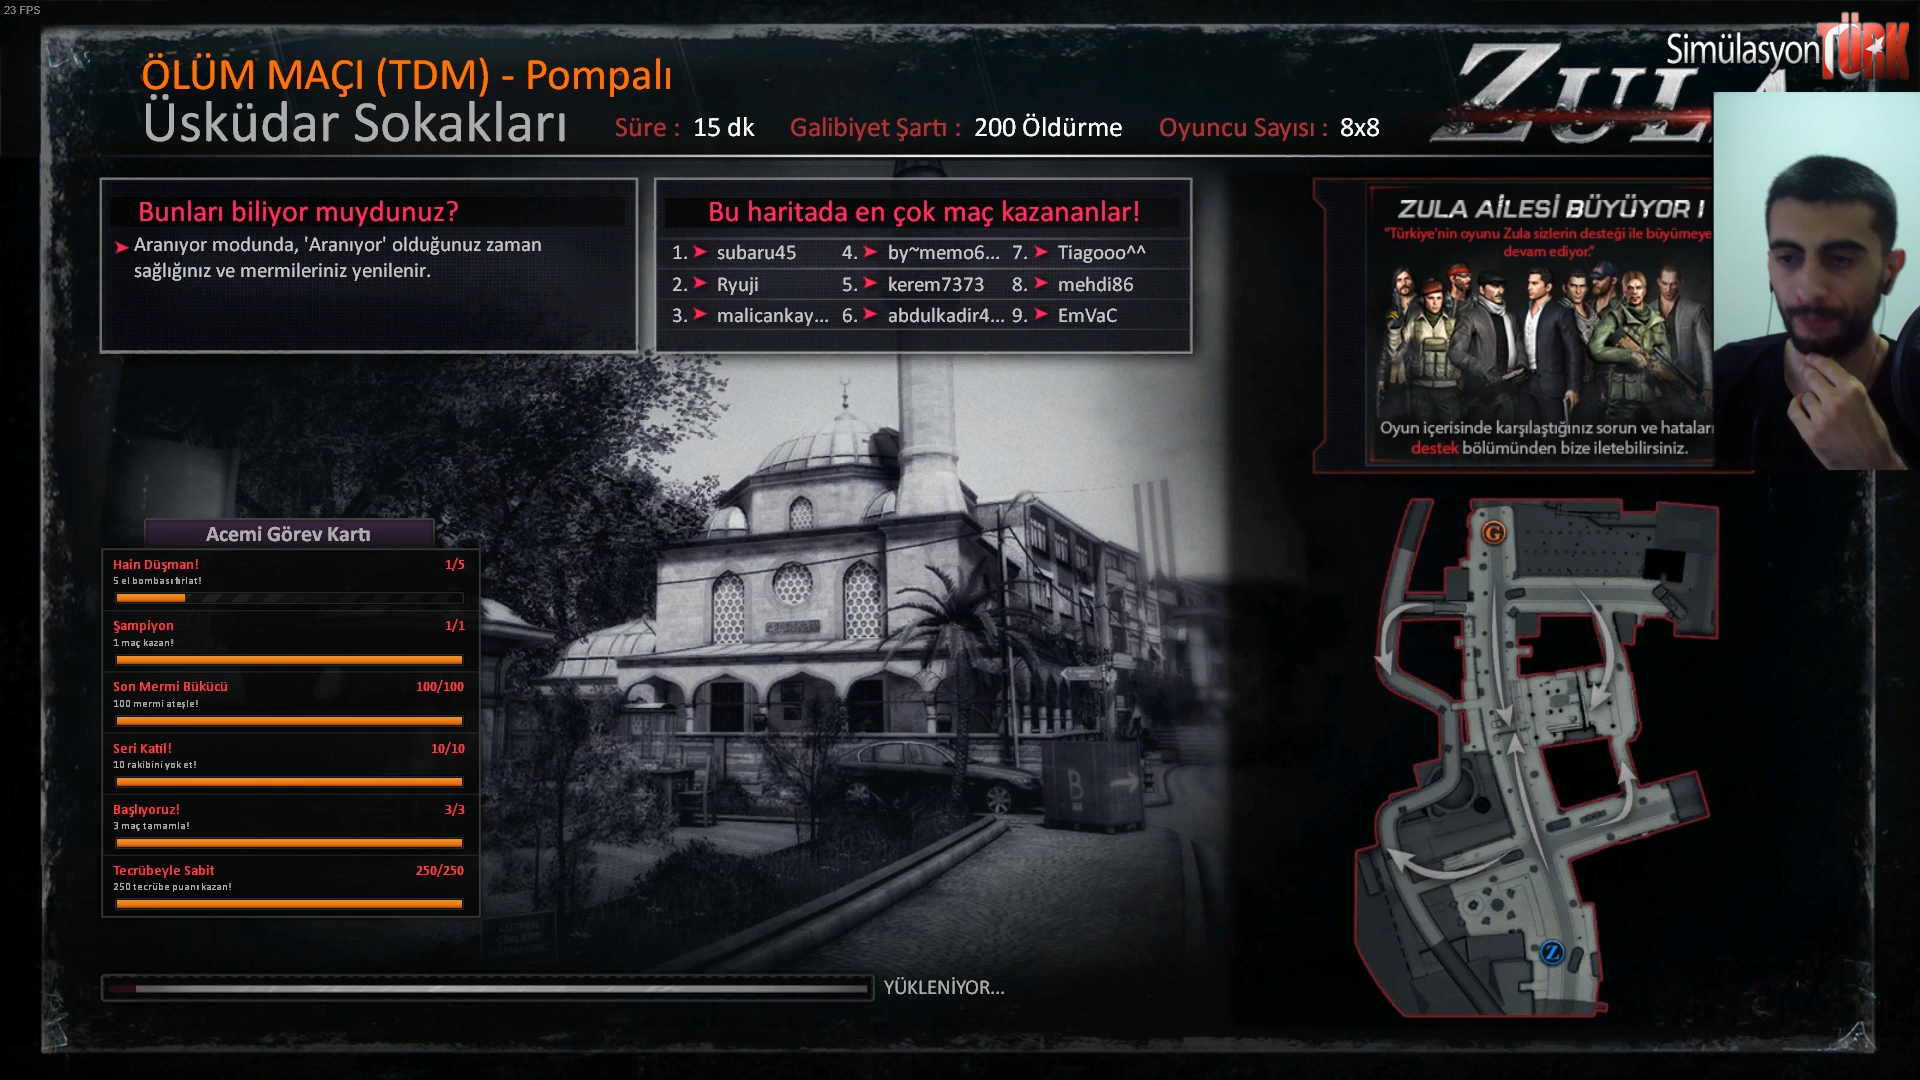 23 FPS
SimülasyonTÜRK
ZULA
ÖLÜM MAÇI (TDM) - Pompalı
Üsküdar Sokakları
Süre : 15 dk Galibiyet Şartı : 200 Öldürme Oyuncu Sayısı : 8x8
Bunları biliyor muydunuz?
Aranıyor modunda, 'Aranıyor' olduğunuz zaman
sağlığınız ve mermileriniz yenilenir.
Bu haritada en çok maç kazananlar!
1. subaru45 4. by~memo6... 7. Tiagooo^^
2. Ryuji 5. kerem7373 8. mehdi86
3. malicankay... 6. abdulkadir4... 9. EmVaC
ZULA AİLESİ BÜYÜYOR !
"Türkiye'nin oyunu Zula sizlerin desteği ile büyümeye
devam ediyor."
Oyun içerisinde karşılaştığınız sorun ve hataları
destek bölümünden bize iletebilirsiniz.
Acemi Görev Kartı
Hain Düşman! 1/5
5 el bombası fırlat!
Şampiyon 1/1
1 maç kazan!
Son Mermi Bükücü 100/100
100 mermi ateşle!
Seri Katil! 10/10
10 rakibini yok et!
Başlıyoruz! 3/3
3 maç tamamla!
Tecrübeyle Sabit 250/250
250 tecrübe puanı kazan!
G
B
Z
YÜKLENİYOR...